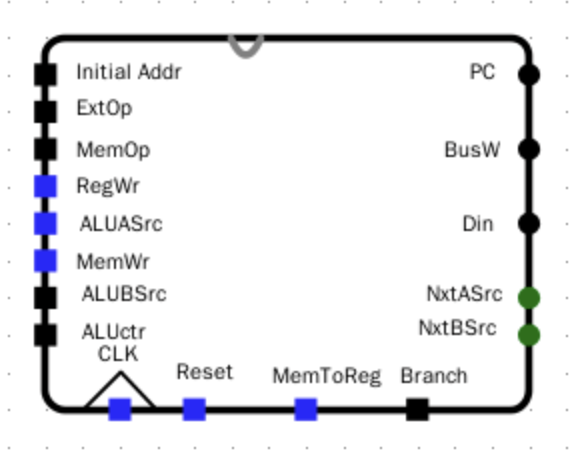 Initial Addr
PC
ExtOp
MemOp
BusW
RegWr
ALUASrc
Din
MemWr
ALUBSrc
NxtASrc
ALUctr
NxtBSrc
CLK
Reset
MemToReg
Branch